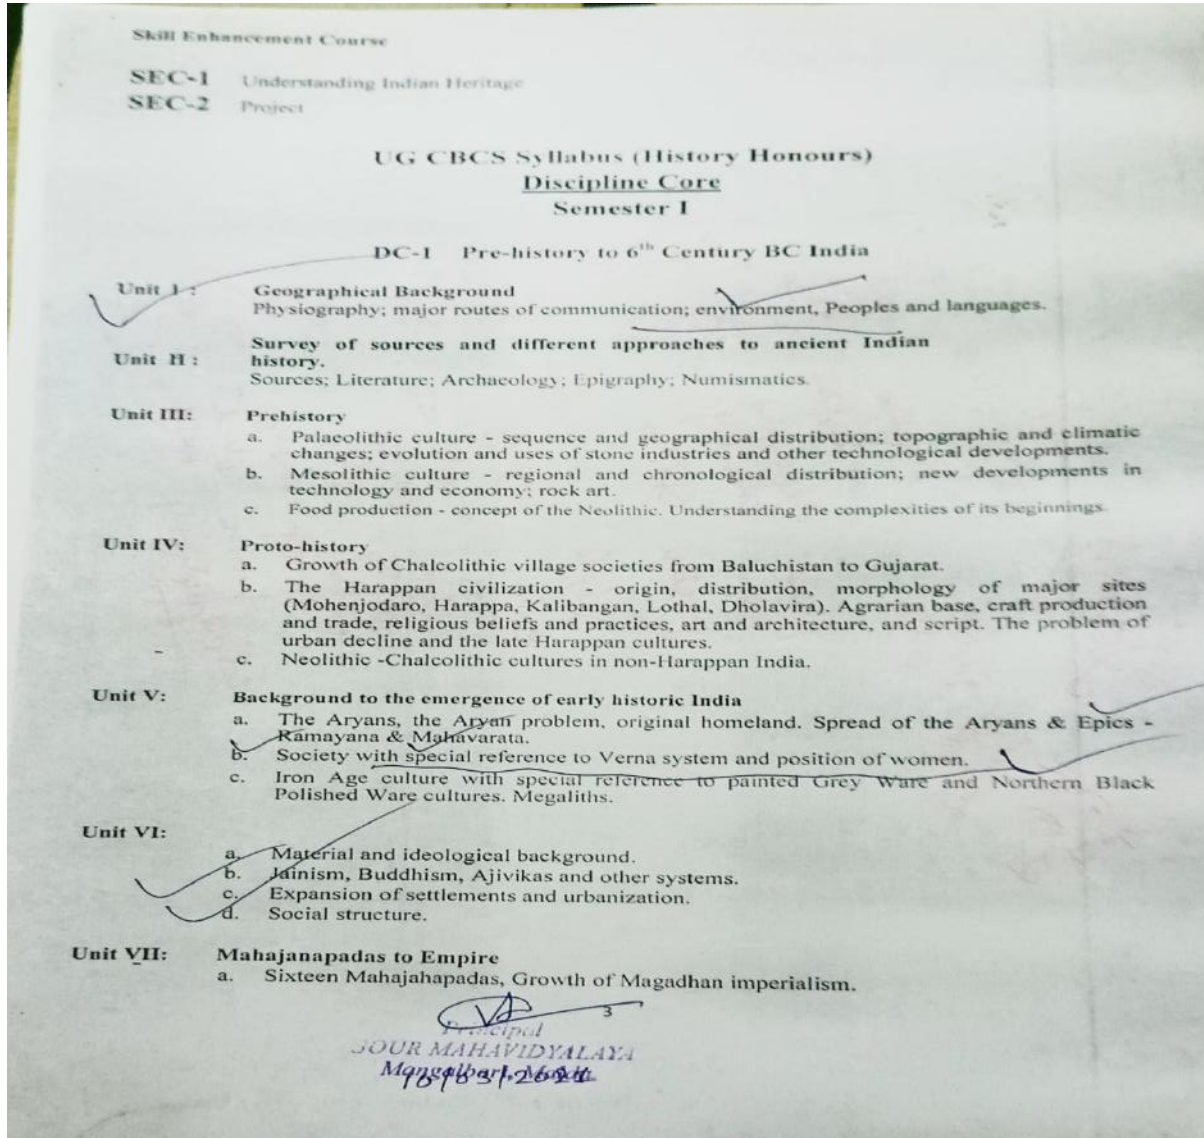 Skill Enhancement Course
SEC-1 Understanding Indian Heritage
SEC-2 Project
UG CBCS Syllabus (History Honours)
Discipline Core
Semester I
DC-1 Pre-history to 6th Century BC India
Unit I : Geographical Background
Physiography; major routes of communication; environment, Peoples and languages.
Survey of sources and different approaches to ancient Indian
Unit II : history.
Sources; Literature; Archaeology; Epigraphy; Numismatics.
Unit III: Prehistory
a. Palaeolithic culture - sequence and geographical distribution; topographic and climatic
changes; evolution and uses of stone industries and other technological developments.
b. Mesolithic culture - regional and chronological distribution; new developments in
technology and economy; rock art.
c. Food production - concept of the Neolithic. Understanding the complexities of its beginnings.
Unit IV: Proto-history
a. Growth of Chalcolithic village societies from Baluchistan to Gujarat.
b. The Harappan civilization - origin, distribution, morphology of major sites
(Mohenjodaro, Harappa, Kalibangan, Lothal, Dholavira). Agrarian base, craft production
and trade, religious beliefs and practices, art and architecture, and script. The problem of
urban decline and the late Harappan cultures.
c. Neolithic -Chalcolithic cultures in non-Harappan India.
Unit V: Background to the emergence of early historic India
a. The Aryans, the Aryan problem, original homeland. Spread of the Aryans & Epics -
Ramayana & Mahavarata.
b. Society with special reference to Verna system and position of women.
c. Iron Age culture with special reference to painted Grey Ware and Northern Black
Polished Ware cultures. Megaliths.
Unit VI:
a. Material and ideological background.
b. Jainism, Buddhism, Ajivikas and other systems.
c. Expansion of settlements and urbanization.
d. Social structure.
Unit VII: Mahajanapadas to Empire
a. Sixteen Mahajahapadas, Growth of Magadhan imperialism.
3
Principal
GOUR MAHAVIDYALAYA
Mangalbari, Malda